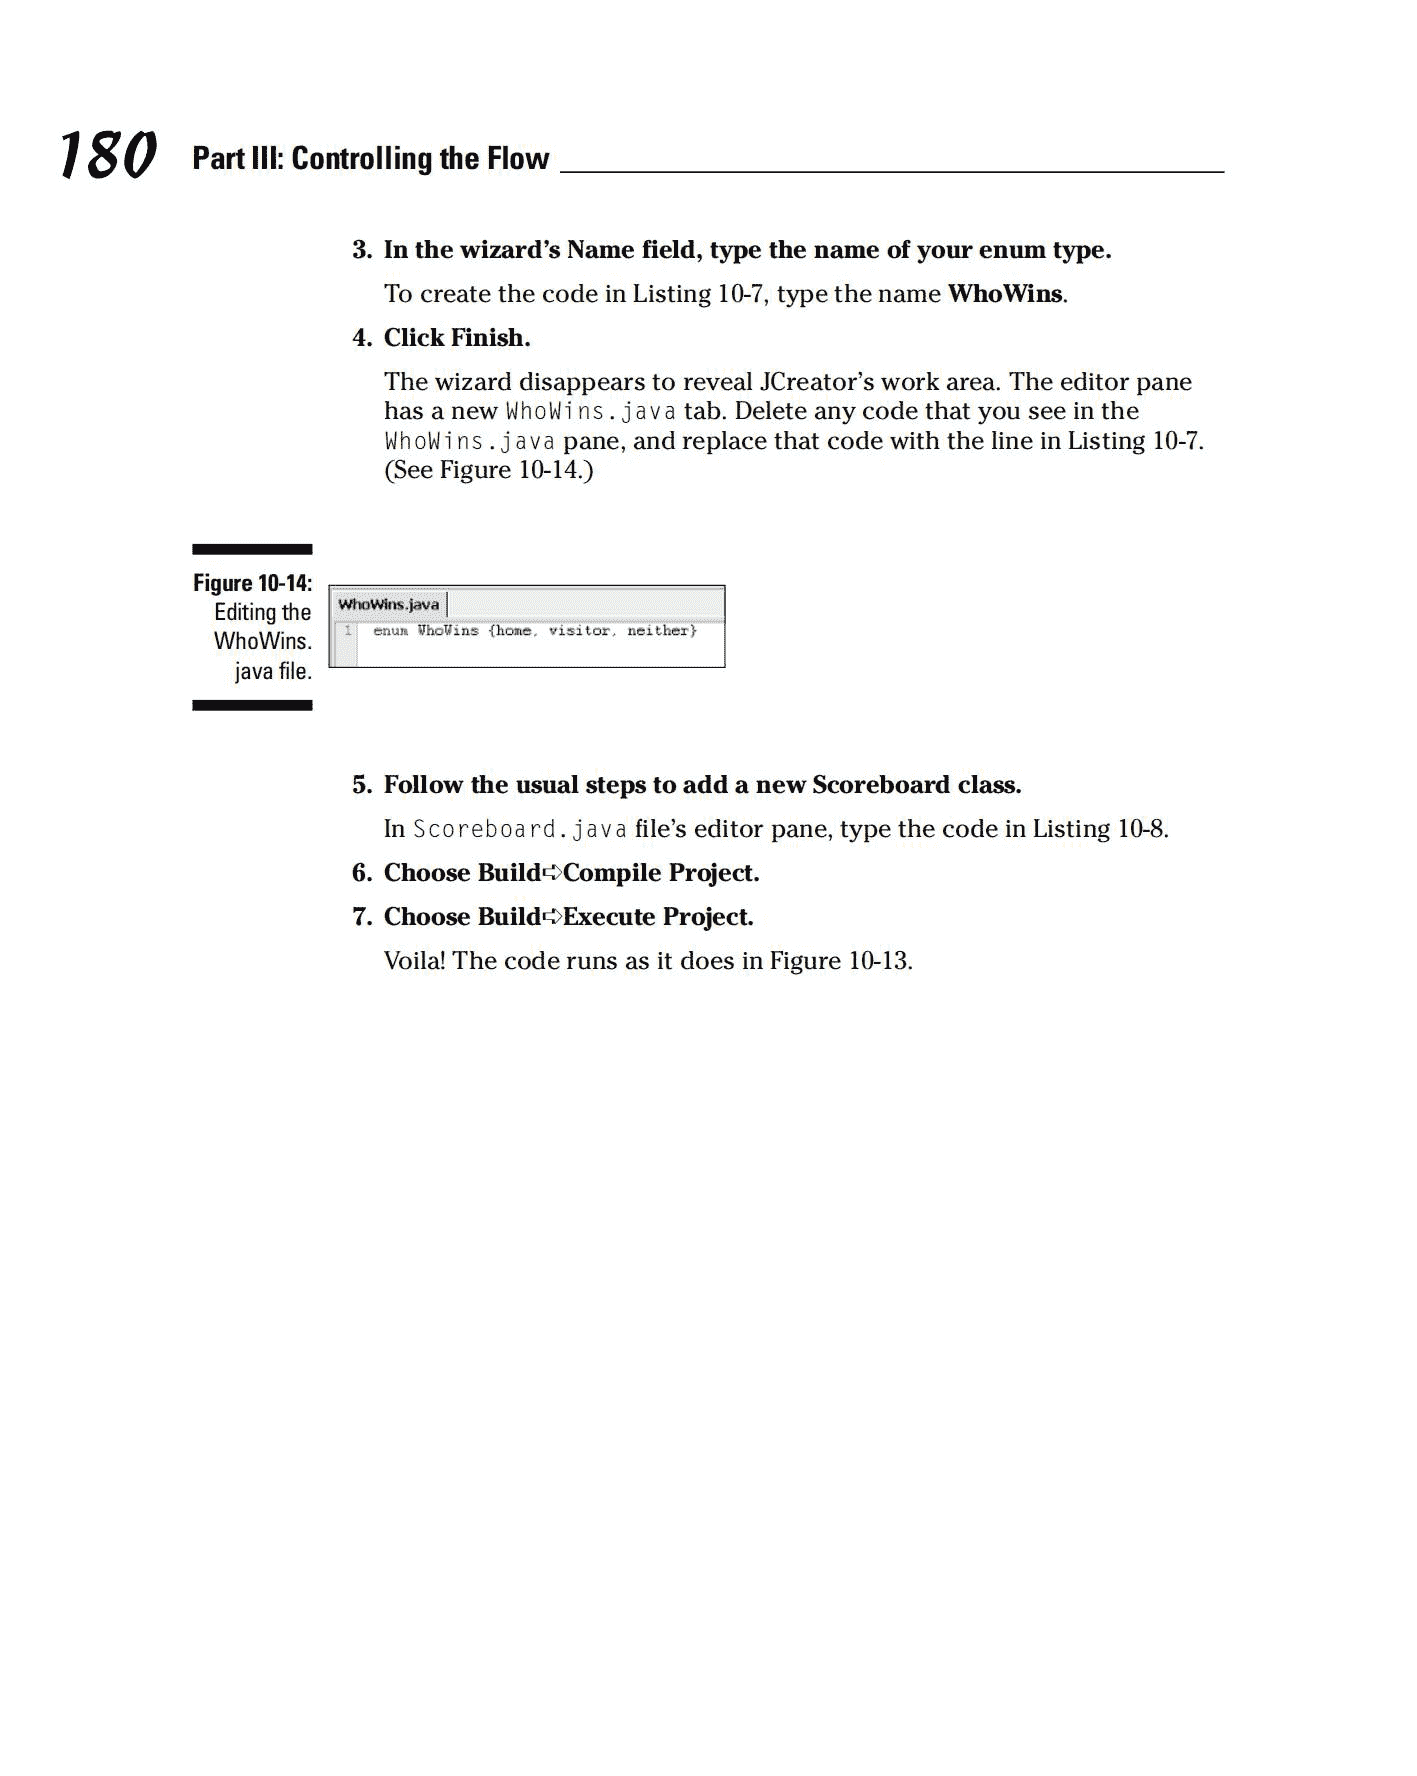 180 Part III: Controlling the Flow
3. In the wizard’s Name field, type the name of your enum type.
To create the code in Listing 10-7, type the name WhoWins.
4. Click Finish.
The wizard disappears to reveal JCreator’s work area. The editor pane
has a new WhoWins.java tab. Delete any code that you see in the
WhoWins.java pane, and replace that code with the line in Listing 10-7.
(See Figure 10-14.)
Figure 10-14:
Editing the
WhoWins.
java file.
WhoWins.java
1 enum WhoWins {home, visitor, neither}
5. Follow the usual steps to add a new Scoreboard class.
In Scoreboard.java file’s editor pane, type the code in Listing 10-8.
6. Choose Build➪Compile Project.
7. Choose Build➪Execute Project.
Voila! The code runs as it does in Figure 10-13.